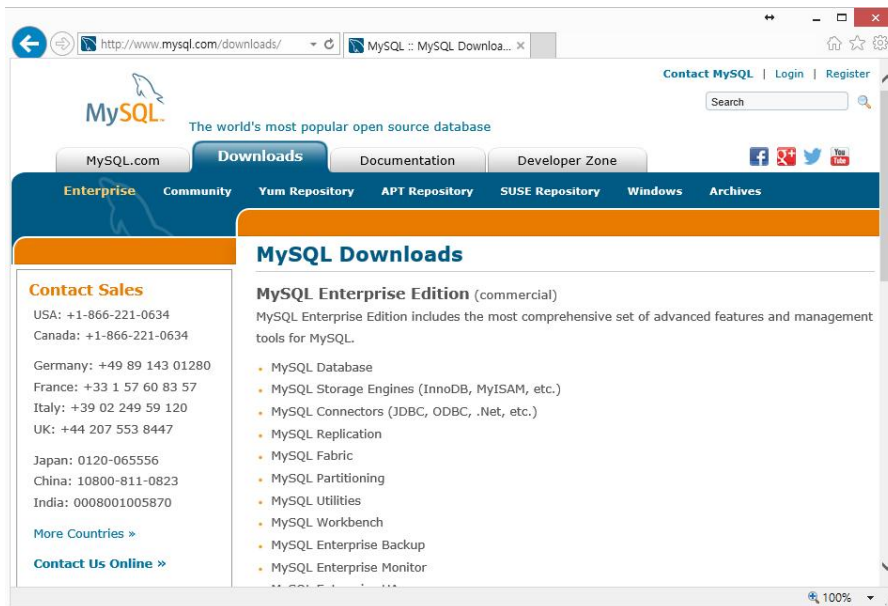 http://www.mysql.com/downloads/
MySQL :: MySQL Downloa...
Contact MySQL | Login | Register
Search
MySQL
The world's most popular open source database
MySQL.com
Downloads
Documentation
Developer Zone
You Tube
Enterprise
Community
Yum Repository
APT Repository
SUSE Repository
Windows
Archives
Contact Sales
USA: +1-866-221-0634
Canada: +1-866-221-0634
Germany: +49 89 143 01280
France: +33 1 57 60 83 57
Italy: +39 02 249 59 120
UK: +44 207 553 8447
Japan: 0120-065556
China: 10800-811-0823
India: 0008001005870
More Countries »
Contact Us Online »
MySQL Downloads
MySQL Enterprise Edition (commercial)
MySQL Enterprise Edition includes the most comprehensive set of advanced features and management
tools for MySQL.
MySQL Database
MySQL Storage Engines (InnoDB, MyISAM, etc.)
MySQL Connectors (JDBC, ODBC, .Net, etc.)
MySQL Replication
MySQL Fabric
MySQL Partitioning
MySQL Utilities
MySQL Workbench
MySQL Enterprise Backup
MySQL Enterprise Monitor
100%